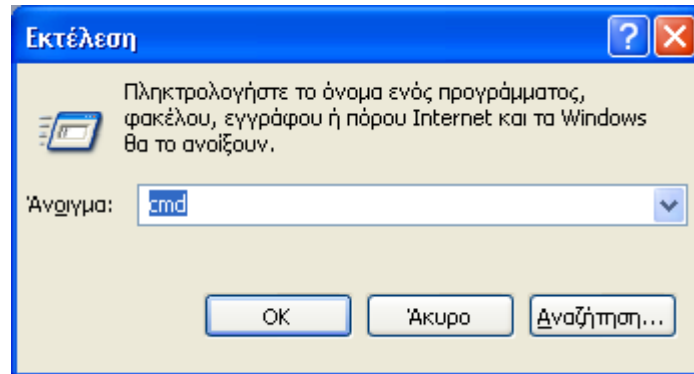 Εκτέλεση
Πληκτρολογήστε το όνομα ενός προγράμματος,
φακέλου, εγγράφου ή πόρου Internet και τα Windows
θα το ανοίξουν.
Άνοιγμα: cmd
OK Άκυρο Αναζήτηση...